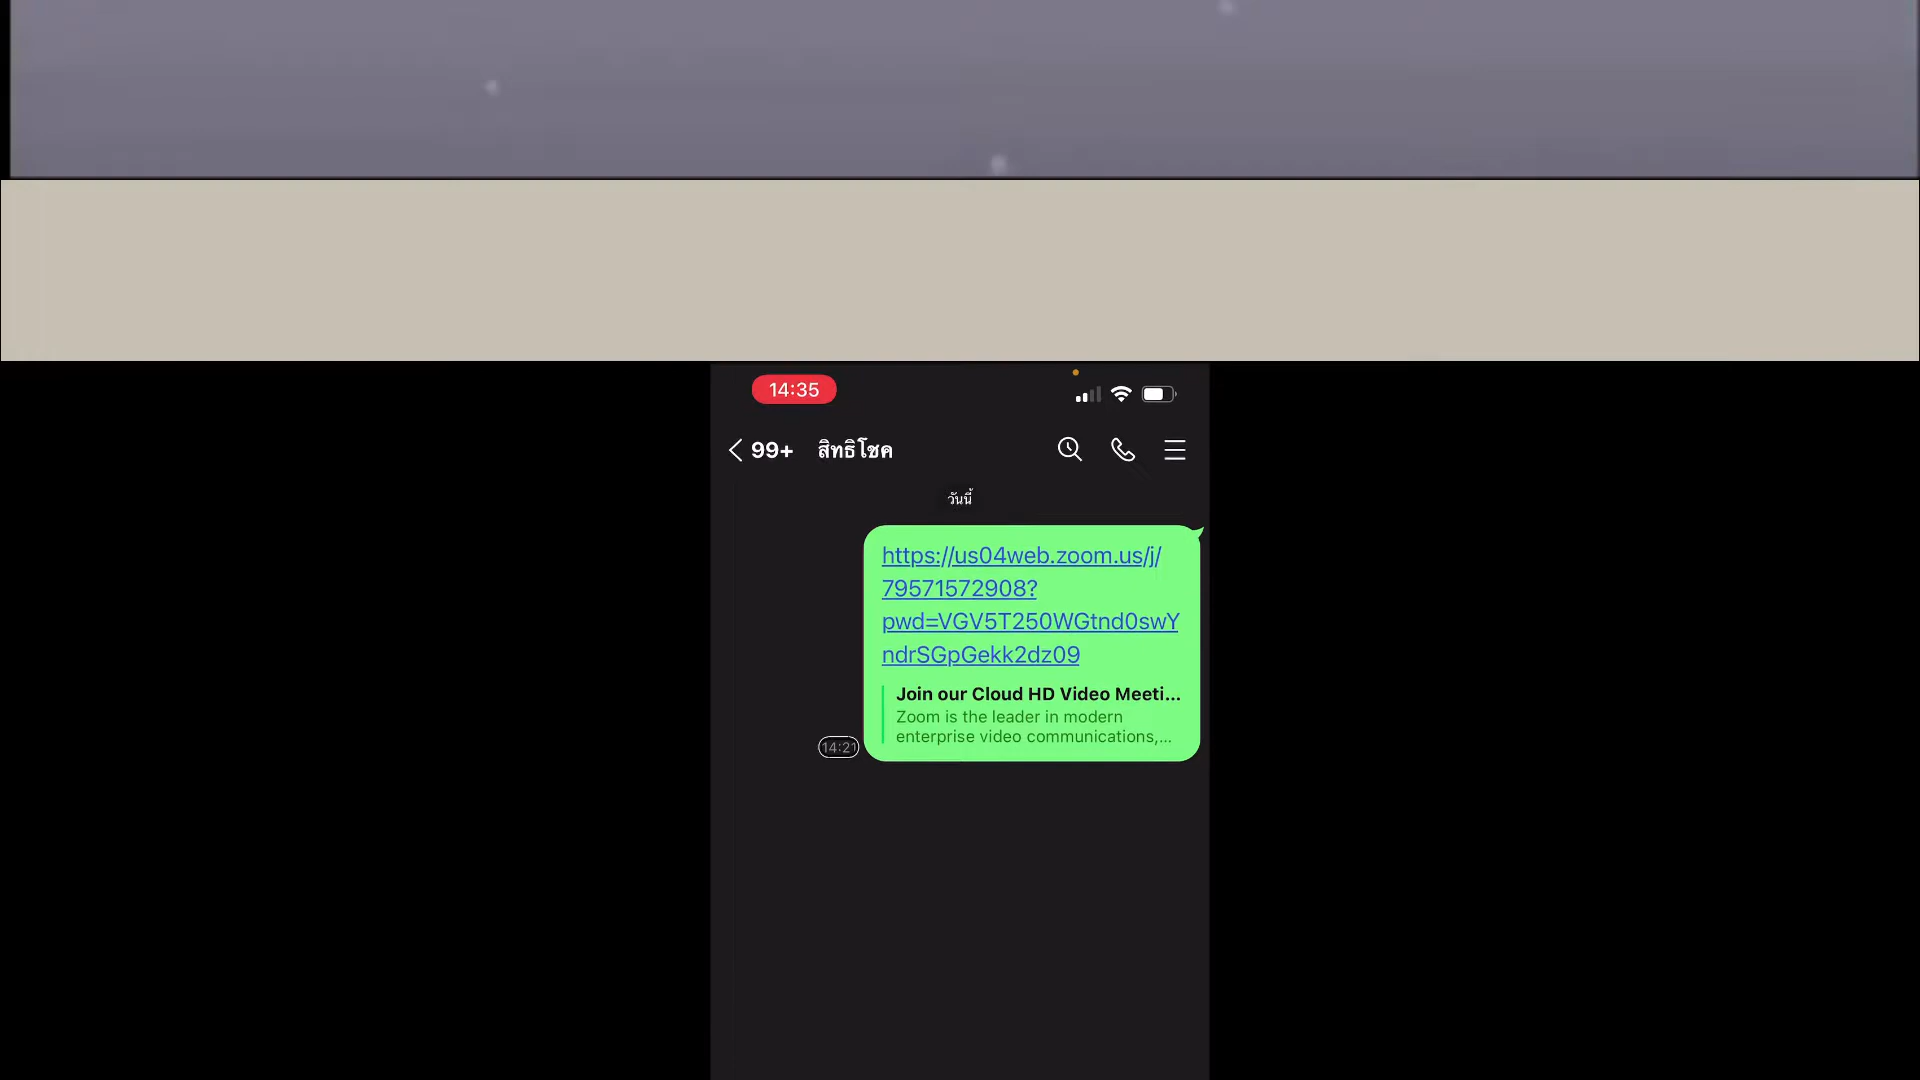 14:35
99+ สิทธิโชค
วันนี้
https://us04web.zoom.us/j/
79571572908?
pwd=VGV5T250WGtnd0swY
ndrSGpGekk2dz09
Join our Cloud HD Video Meeti...
Zoom is the leader in modern
enterprise video communications,...
14:21